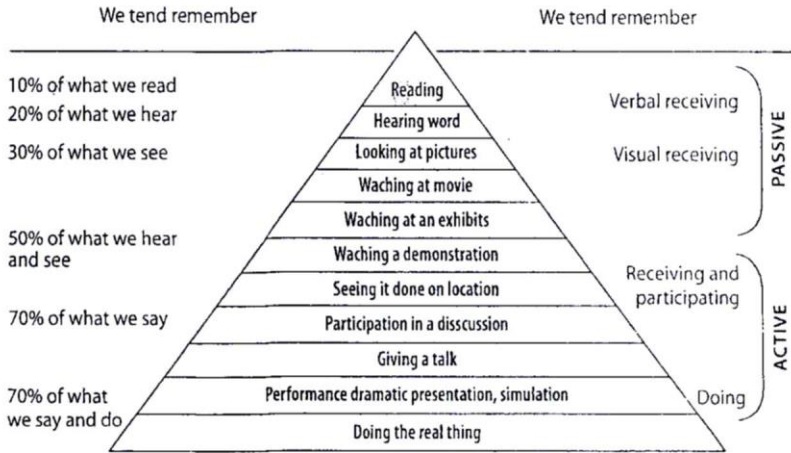 We tend remember
We tend remember
10% of what we read
20% of what we hear
30% of what we see
50% of what we hear
and see
70% of what we say
70% of what
we say and do
Reading
Hearing word
Looking at pictures
Waching at movie
Waching at an exhibits
Waching a demonstration
Seeing it done on location
Participation in a disscussion
Giving a talk
Performance dramatic presentation, simulation
Doing the real thing
Verbal receiving
Visual receiving
Receiving and
participating
Doing
PASSIVE
ACTIVE